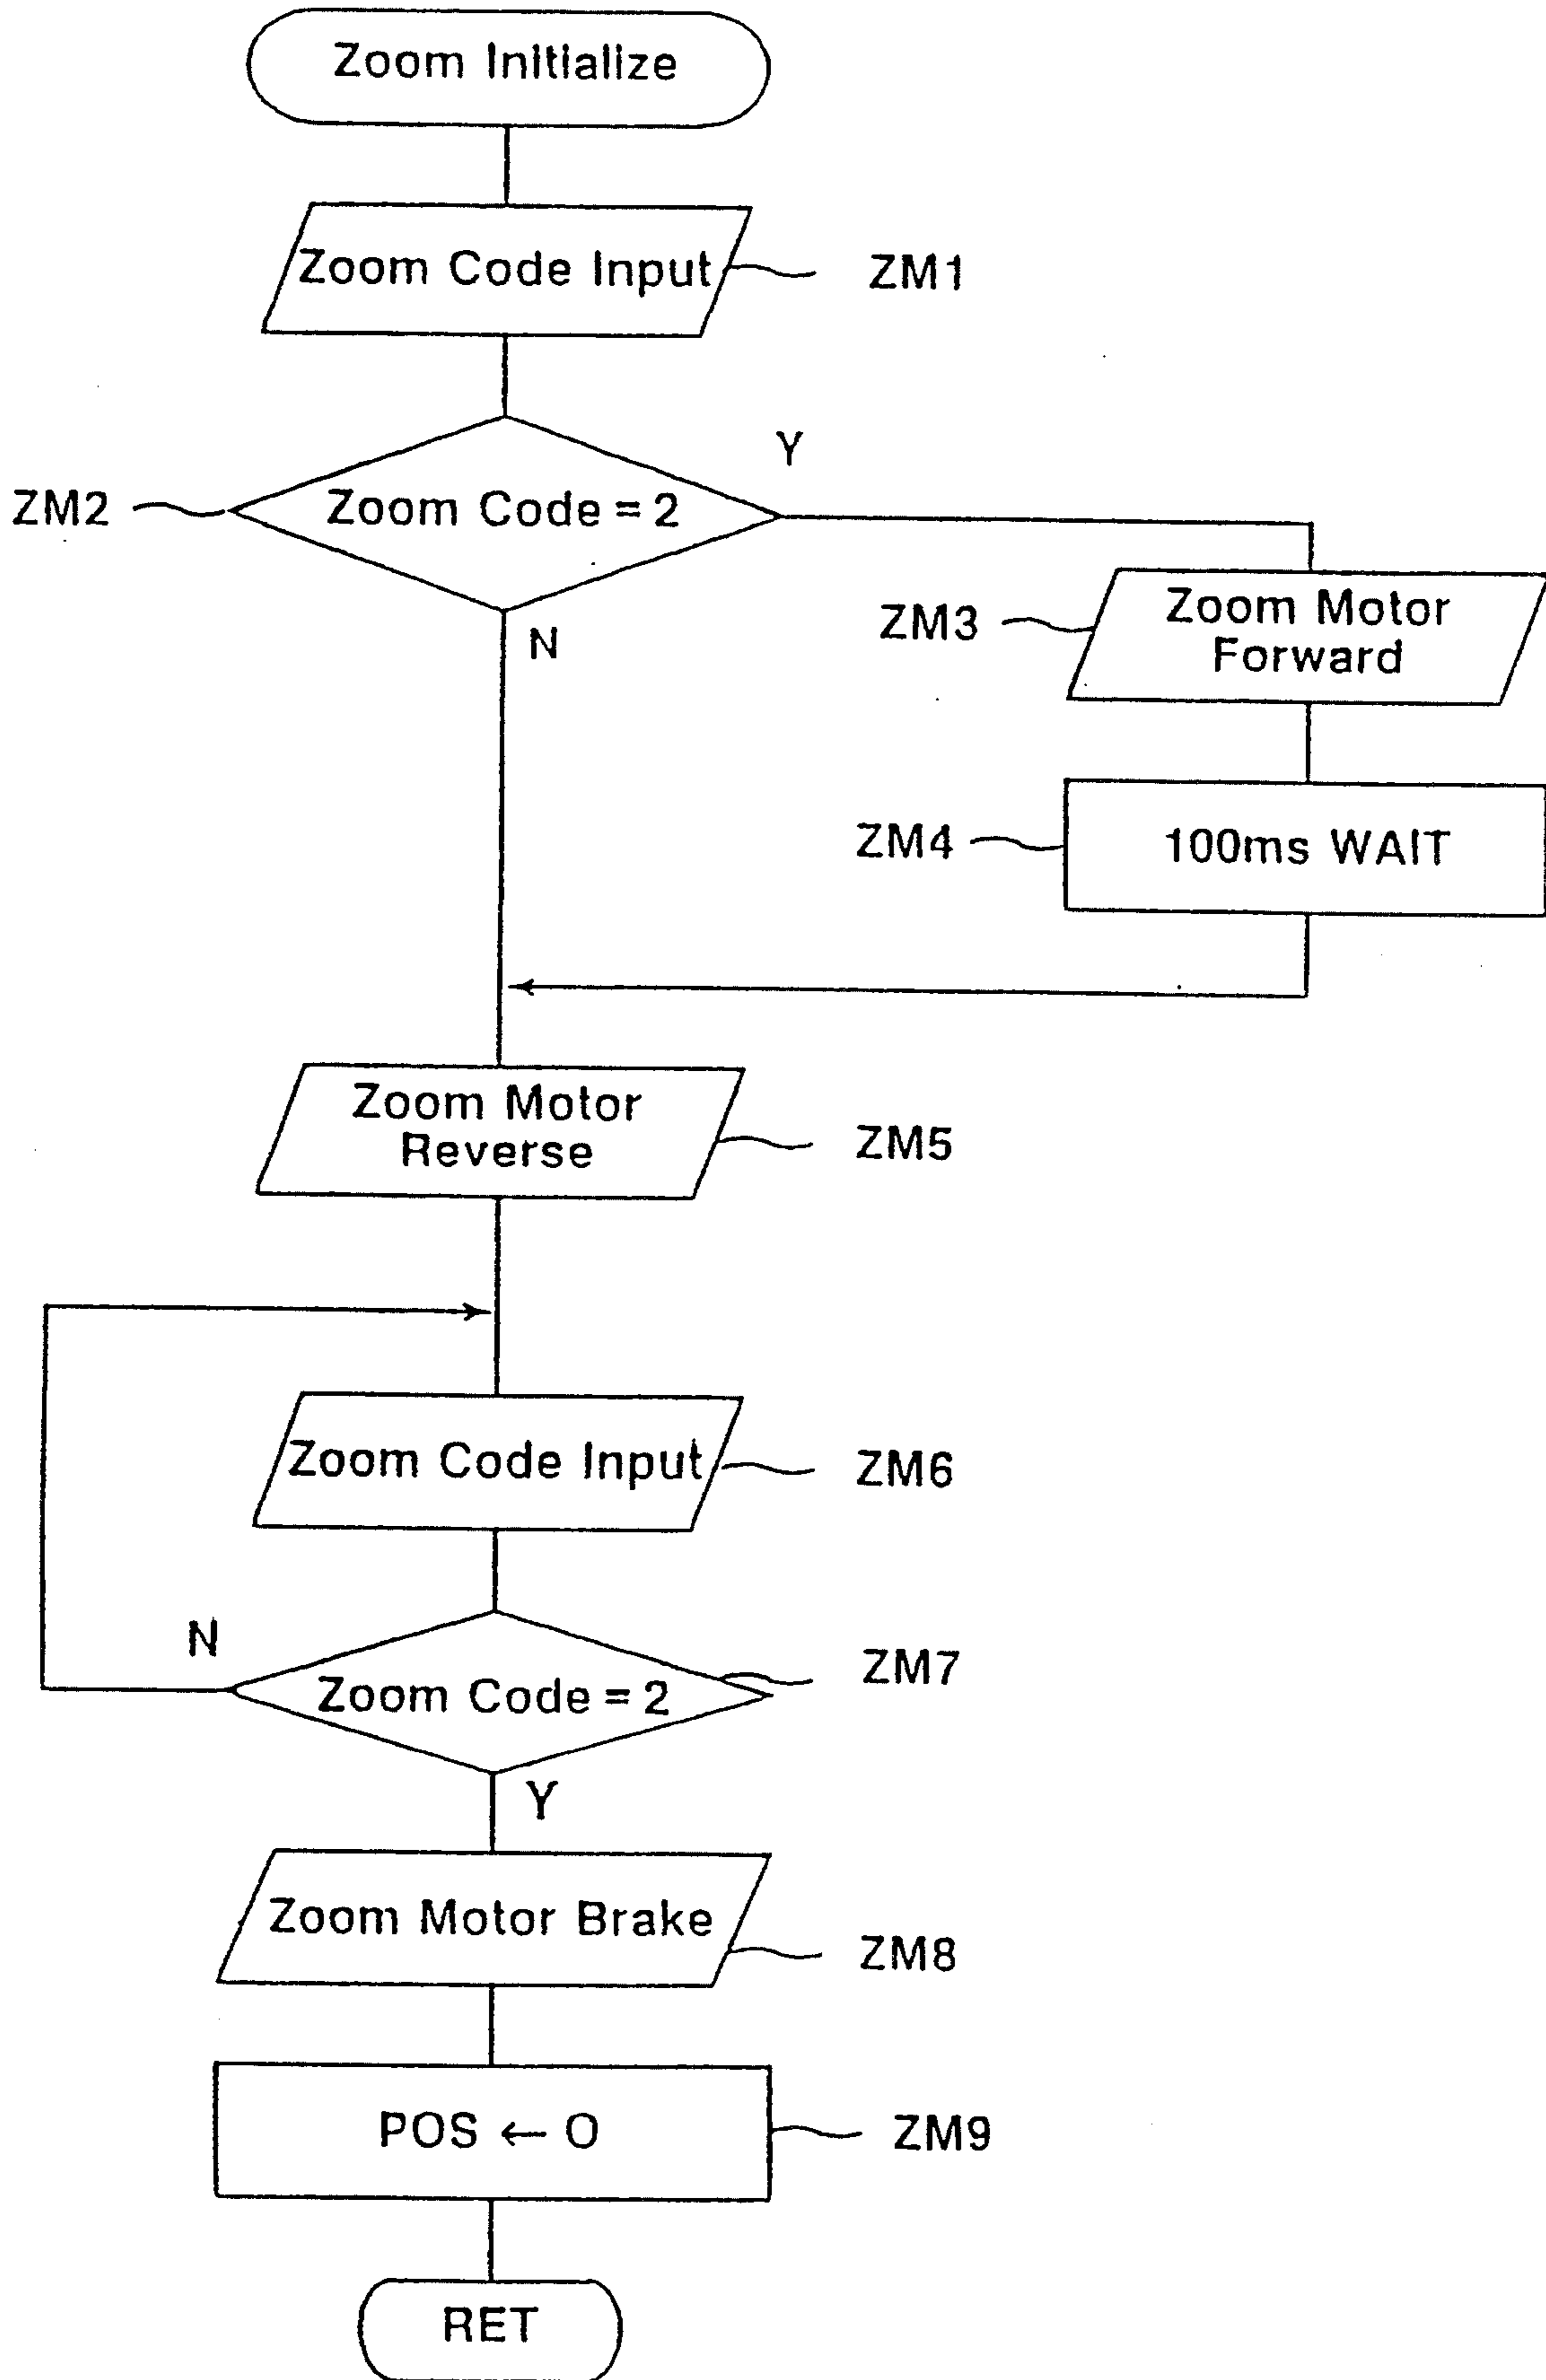 Zoom Initialize
Zoom Code Input
ZM1
Y
ZM2
Zoom Code = 2
N
ZM3
Zoom Motor
Forward
ZM4
100ms WAIT
Zoom Motor
Reverse
ZM5
Zoom Code Input
ZM6
N
Zoom Code = 2
ZM7
Y
Zoom Motor Brake
ZM8
POS ← O
ZM9
RET